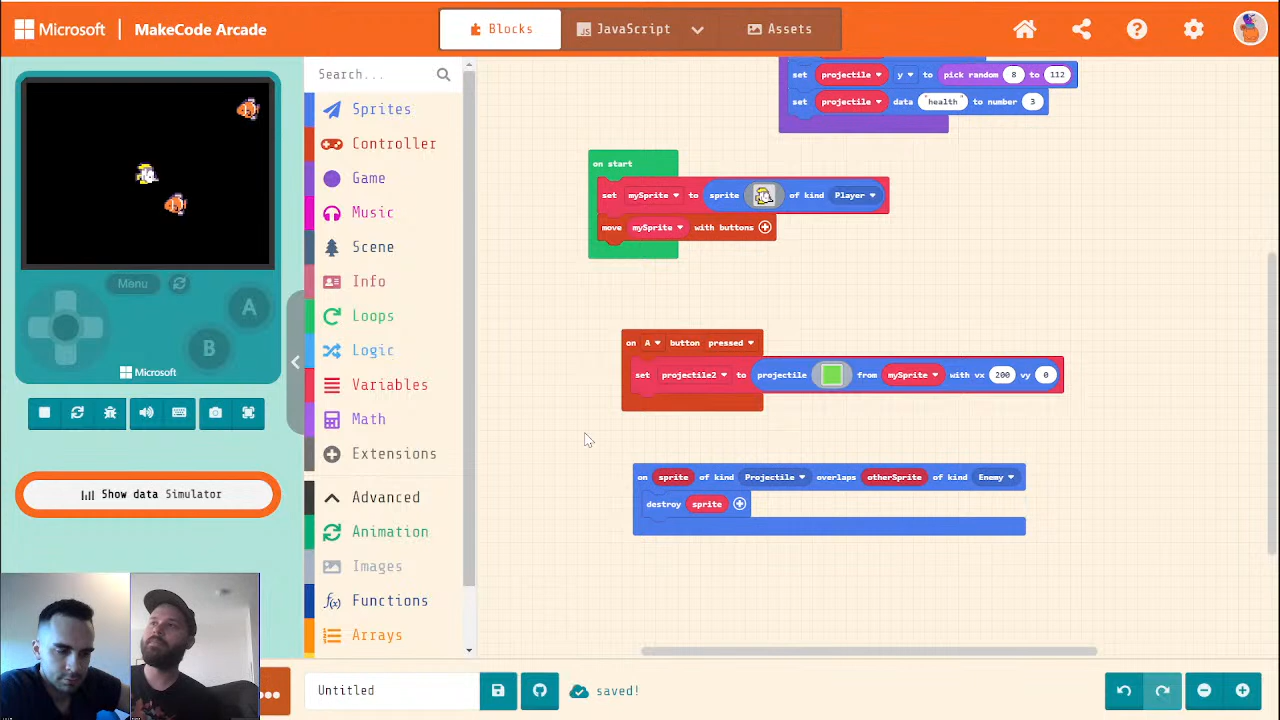 Microsoft | MakeCode Arcade
Blocks
JavaScript
Assets
Search...
Sprites
Controller
Game
Music
Scene
Info
Loops
Logic
Variables
Math
Extensions
Advanced
Animation
Images
Functions
Arrays
set projectile y to pick random 8 to 112
set projectile data "health" to number 3
on start
set mySprite to sprite of kind Player
move mySprite with buttons
on A button pressed
set projectile2 to projectile from mySprite with vx 200 vy 0
on sprite of kind Projectile overlaps otherSprite of kind Enemy
destroy sprite
Menu
A
B
Microsoft
Show data Simulator
Untitled
saved!